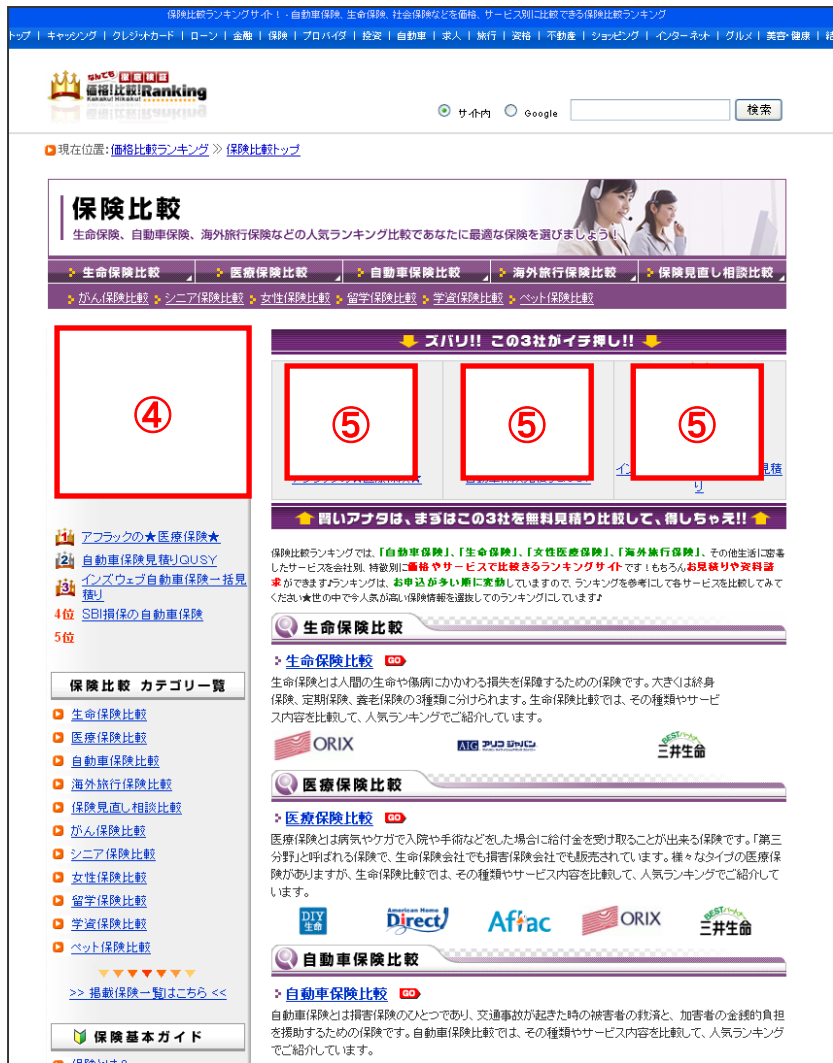 保険比較ランキングサイト！ - 自動車保険、生命保険、社会保険などを価格、サービス別に比較できる保険比較ランキング
トップ | キャッシング | クレジットカード | ローン | 金融 | 保険 | プロバイダ | 投資 | 自動車 | 求人 | 旅行 | 資格 | 不動産 | ショッピング | インターネット | グルメ | 美容・健康 |
なんでも 徹底検証
価格!比較!Ranking
Kakaku! Hikaku!
サイト内 Google 検索
現在位置：価格比較ランキング ≫ 保険比較トップ
保険比較
生命保険、自動車保険、海外旅行保険などの人気ランキング比較であなたに最適な保険を選びましょう！
生命保険比較 医療保険比較 自動車保険比較 海外旅行保険比較 保険見直し相談比較
がん保険比較 シニア保険比較 女性保険比較 留学保険比較 学資保険比較 ペット保険比較
④
ズバリ!! この3社がイチ押し!!
⑤ ⑤ ⑤
見積
り
賢いアナタは、まずはこの3社を無料見積り比較して、得しちゃえ!!
1 アフラックの★医療保険★
2 自動車保険見積りQUSY
3 インズウェブ自動車保険一括見
積り
4位 SBI損保の自動車保険
5位
保険比較 カテゴリ一覧
生命保険比較
医療保険比較
自動車保険比較
海外旅行保険比較
保険見直し相談比較
がん保険比較
シニア保険比較
女性保険比較
留学保険比較
学資保険比較
ペット保険比較
>> 掲載保険一覧はこちら <<
保険基本ガイド
保険比較ランキングでは、「自動車保険」、「生命保険」、「女性医療保険」、「海外旅行保険」、その他生活に密着
したサービスを会社別、特徴別に価格やサービスで比較きるランキングサイトです！もちろんお見積りや資料請
求ができます♪ランキングは、お申込が多い順に変動していますので、ランキングを参考にして各サービスを比較してみて
ください★世の中で今人気が高い保険情報を選抜してのランキングにしています♪
生命保険比較
生命保険比較 GO
生命保険とは人間の生命や傷病にかかわる損失を保障するための保険です。大きくは終身
保険、定期保険、養老保険の3種類に分けられます。生命保険比較では、その種類やサービ
ス内容を比較して、人気ランキングでご紹介しています。
ORIX AIG アリコ ジャパン BEST 三井生命
医療保険比較
医療保険比較 GO
医療保険とは病気やケガで入院や手術などをした場合に給付金を受け取ることが出来る保険です。「第三
分野」と呼ばれる保険で、生命保険会社でも損害保険会社でも販売されています。様々なタイプの医療保
険がありますが、生命保険比較では、その種類やサービス内容を比較して、人気ランキングでご紹介して
います。
DIY生命 American Home Direct Aflac ORIX BEST 三井生命
自動車保険比較
自動車保険比較 GO
自動車保険とは損害保険のひとつであり、交通事故が起きた時の被害者の救済と、加害者の金銭的負担
を援助するための保険です。自動車保険比較では、その種類やサービス内容を比較して、人気ランキング
でご紹介しています。